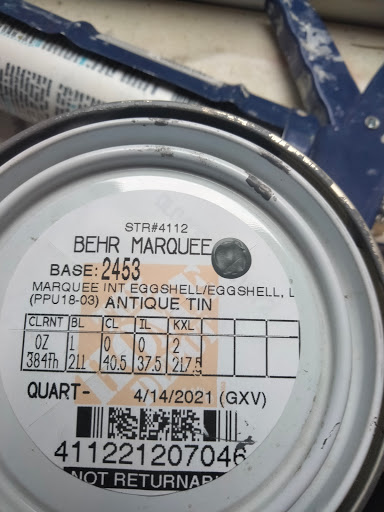 STR#4112
BEHR MARQUEE
BASE: 2453
MARQUEE INT EGGSHELL/EGGSHELL, L
(PPU18-03) ANTIQUE TIN
CLRNT BL CL IL KXL
OZ 1 0 0 2
384th 211 40.5 37.5 217.5
QUART- 4/14/2021 (GXV)
411221207046
NOT RETURNAB